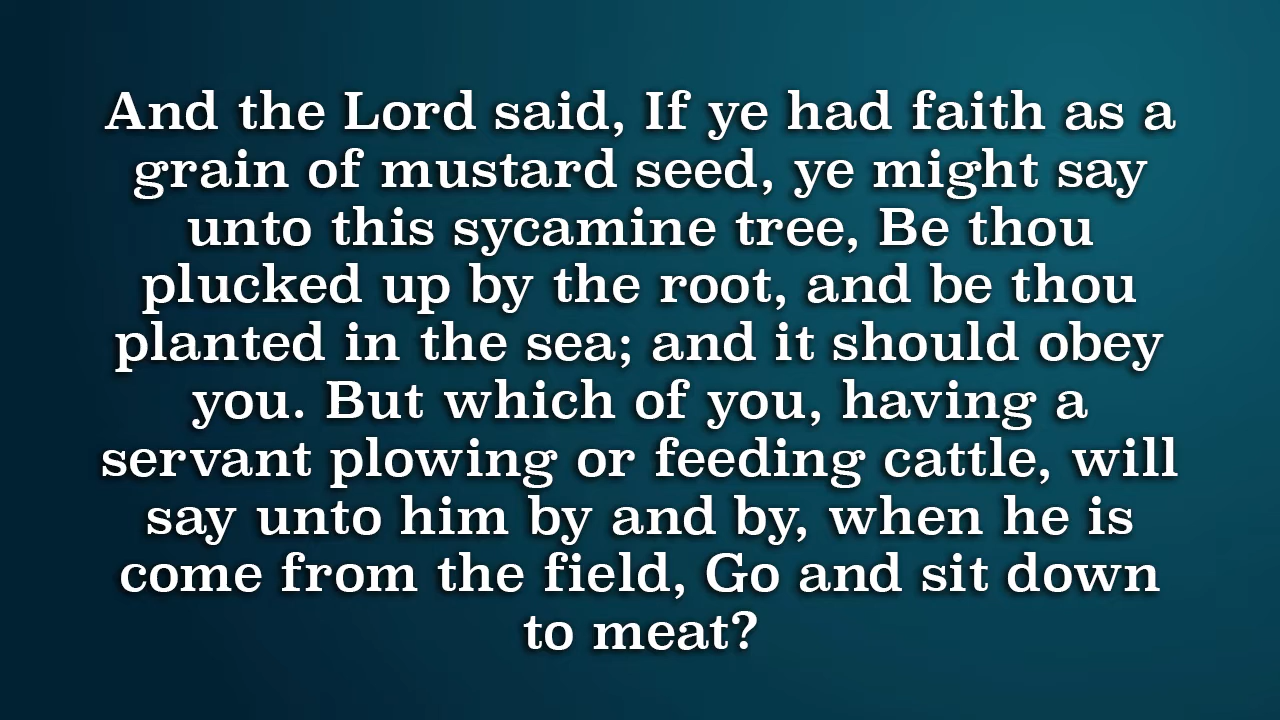 And the Lord said, If ye had faith as a
grain of mustard seed, ye might say
unto this sycamine tree, Be thou
plucked up by the root, and be thou
planted in the sea; and it should obey
you. But which of you, having a
servant plowing or feeding cattle, will
say unto him by and by, when he is
come from the field, Go and sit down
to meat?